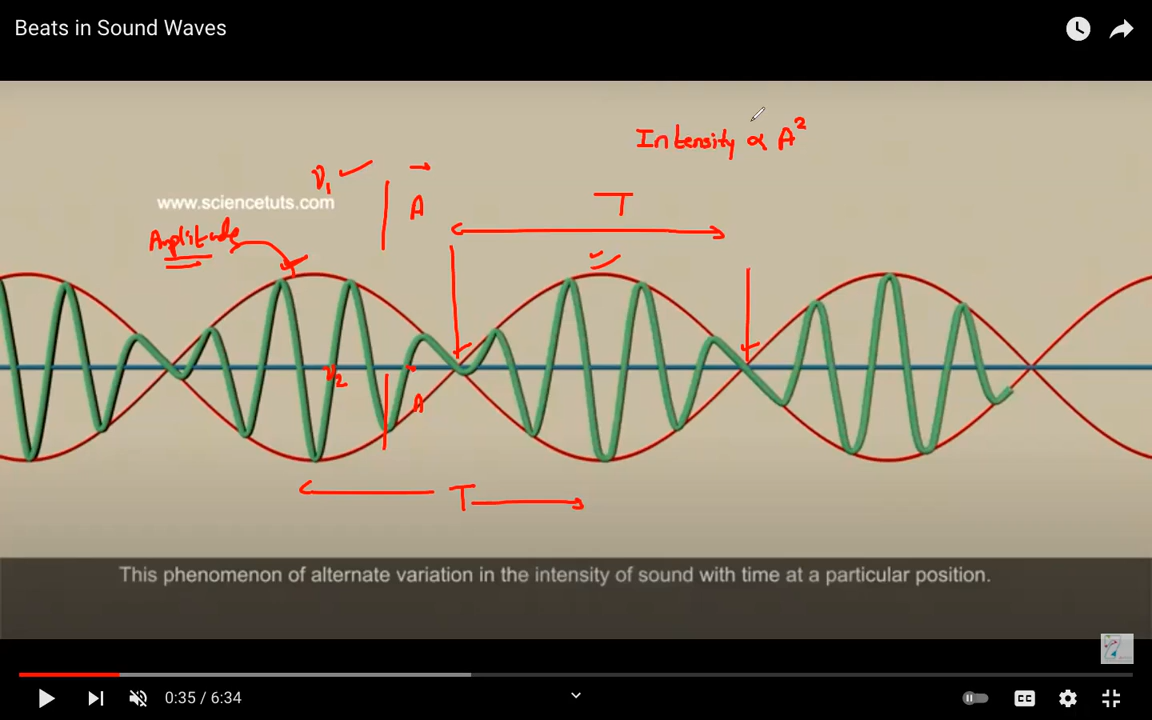 Beats in Sound Waves
Intensity ∝ A²
ν₁
A
T
www.sciencetuts.com
Amplitude
ν₂
A
T
This phenomenon of alternate variation in the intensity of sound with time at a particular position.
0:35 / 6:34
CC